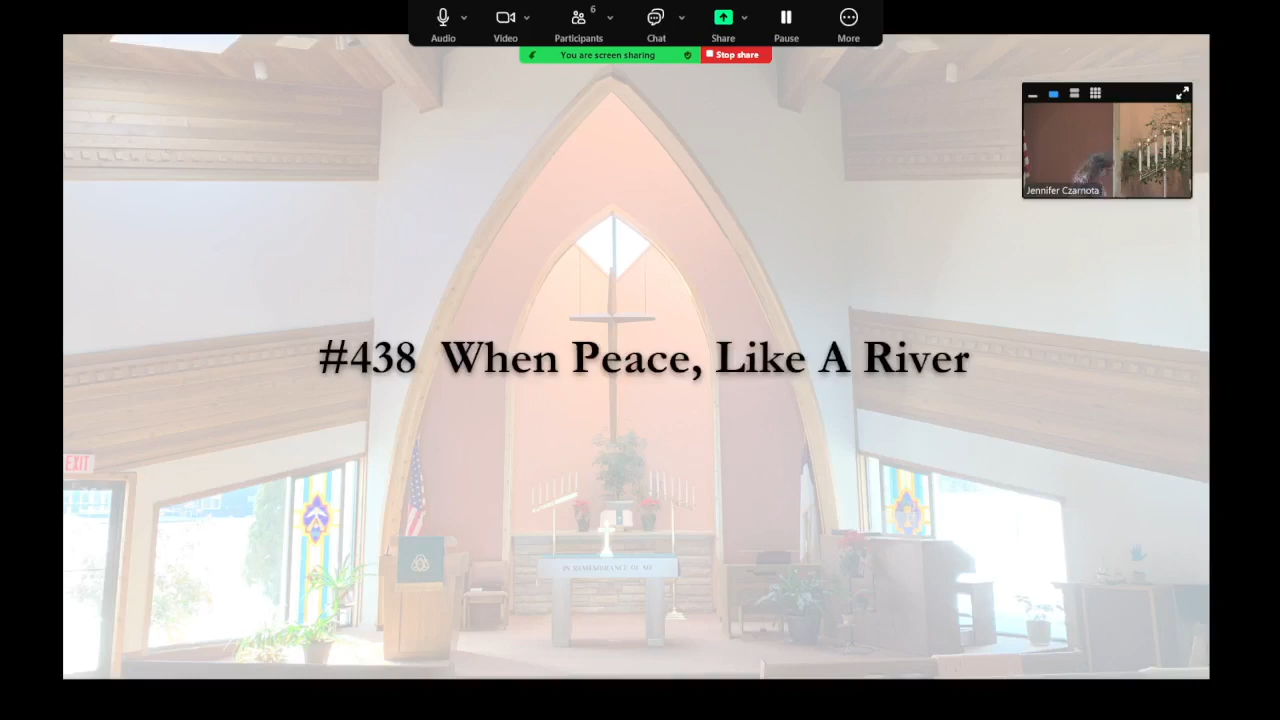 6
Audio
Video
Participants
Chat
Share
Pause
More
You are screen sharing
Stop share
Jennifer Czarnota
#438 When Peace, Like A River
EXIT
IN REMEMBRANCE OF ME